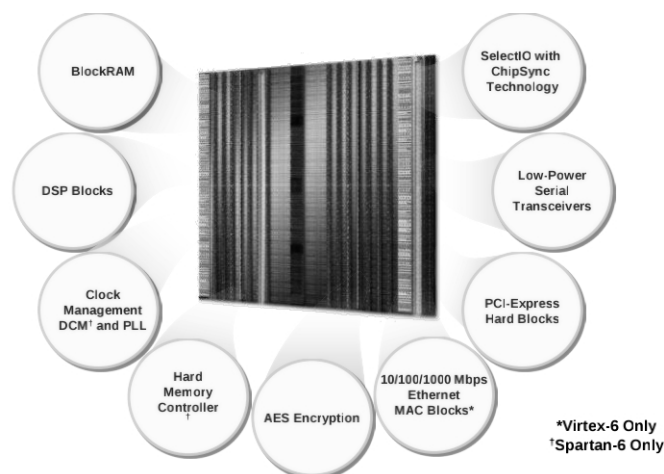 BlockRAM
SelectIO with
ChipSync
Technology
DSP Blocks
Low-Power
Serial
Transceivers
Clock
Management
DCM† and PLL
PCI-Express
Hard Blocks
Hard
Memory
Controller
†
AES Encryption
10/100/1000 Mbps
Ethernet
MAC Blocks*
*Virtex-6 Only
†Spartan-6 Only